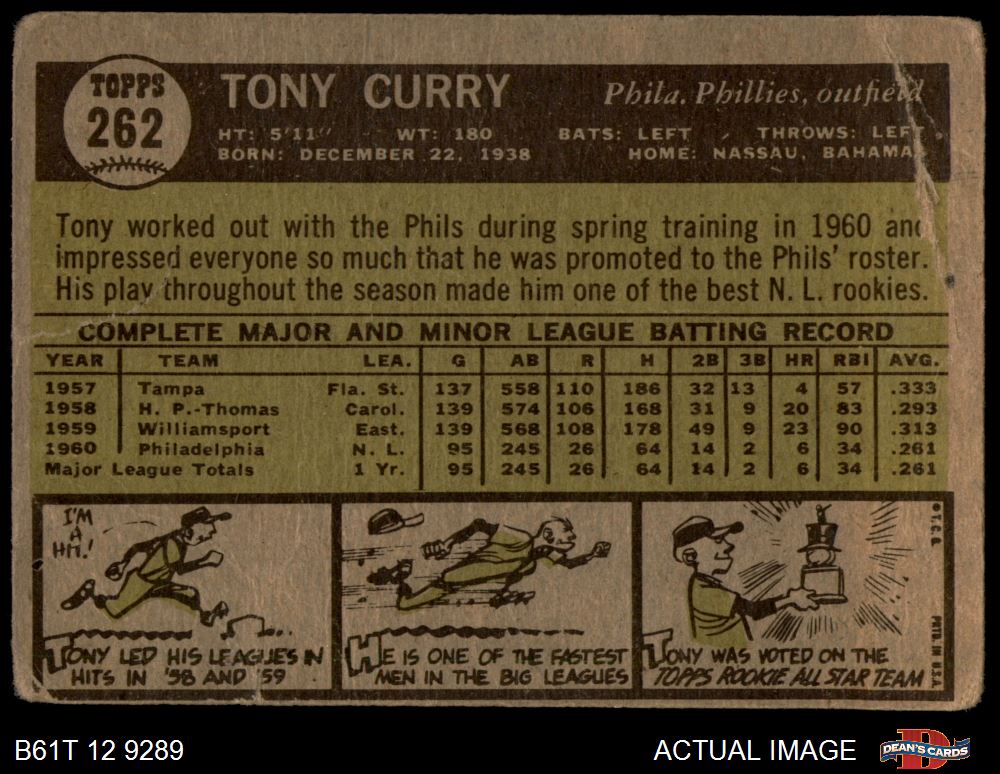 TOPPS
262
TONY CURRY
Phila. Phillies, outfield
HT: 5'11" WT: 180 BATS: LEFT THROWS: LEFT
BORN: DECEMBER 22, 1938 HOME: NASSAU, BAHAMA
Tony worked out with the Phils during spring training in 1960 and
impressed everyone so much that he was promoted to the Phils' roster.
His play throughout the season made him one of the best N. L. rookies.
COMPLETE MAJOR AND MINOR LEAGUE BATTING RECORD
YEAR TEAM LEA. G AB R H 2B 3B HR RBI AVG.
1957 Tampa Fla. St. 137 558 110 186 32 13 4 57 .333
1958 H. P.-Thomas Carol. 139 574 106 168 31 9 20 83 .293
1959 Williamsport East. 139 568 108 178 49 9 23 90 .313
1960 Philadelphia N. L. 95 245 26 64 14 2 6 34 .261
Major League Totals 1 Yr. 95 245 26 64 14 2 6 34 .261
I'M
A
HIT!
TONY LED HIS LEAGUES IN
HITS IN '58 AND '59
HE IS ONE OF THE FASTEST
MEN IN THE BIG LEAGUES
TONY WAS VOTED ON THE
TOPPS ROOKIE ALL STAR TEAM
© T. C. G.
PRTD. IN U.S.A.
B61T 12 9289
ACTUAL IMAGE
DEAN'S CARDS